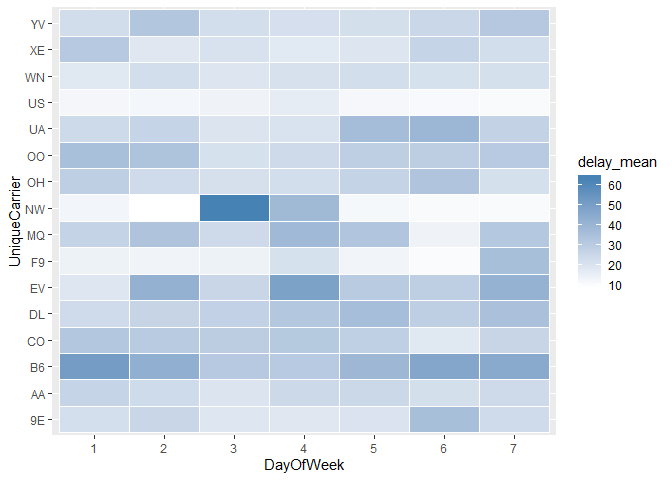 YV
XE
WN
US
UA
OO
OH
NW
MQ
F9
EV
DL
CO
B6
AA
9E
UniqueCarrier
1 2 3 4 5 6 7
DayOfWeek
delay_mean
60
50
40
30
20
10